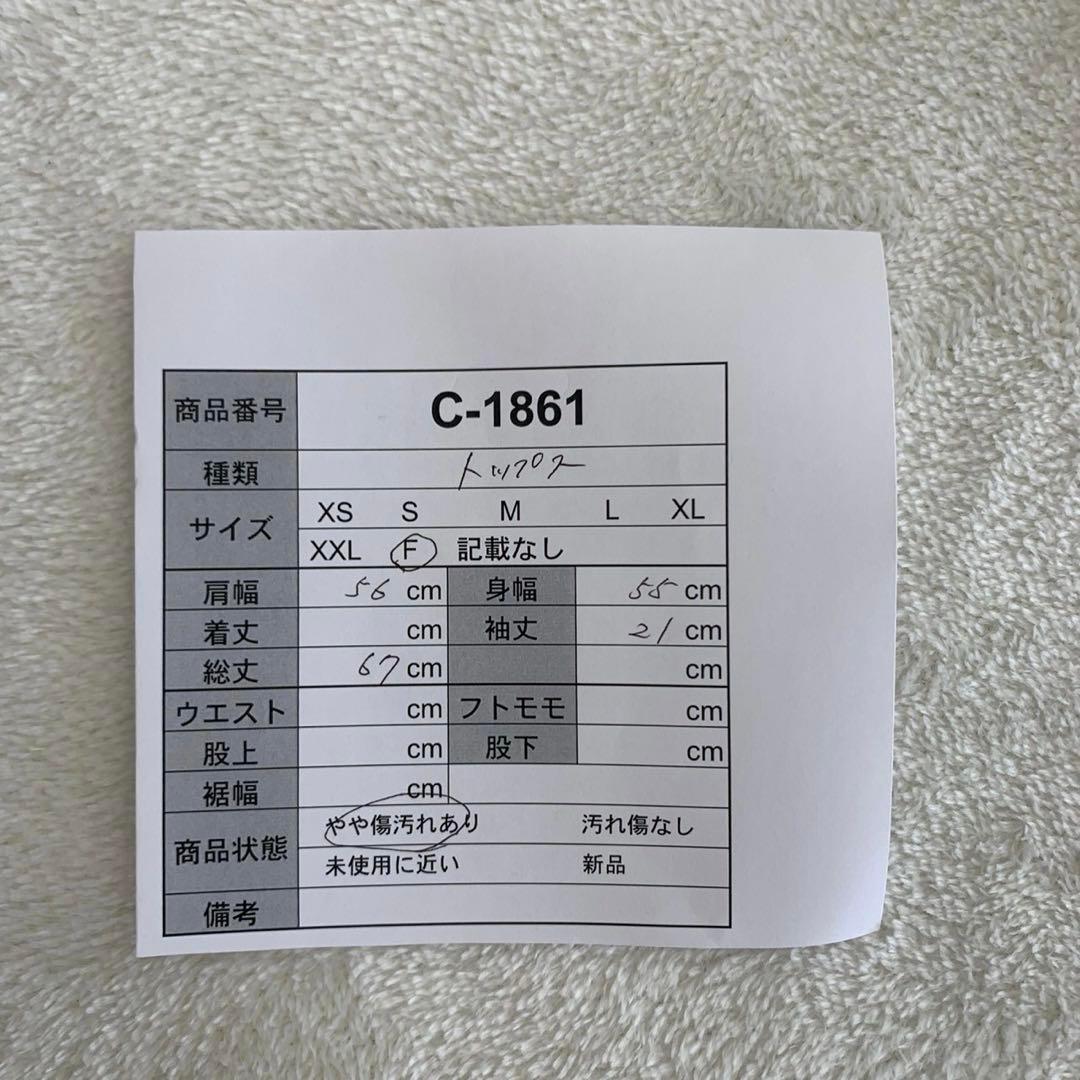 商品番号 C-1861
種類 トップス
サイズ XS S M L XL
XXL F 記載なし
肩幅 56 cm 身幅 55 cm
着丈 cm 袖丈 21 cm
総丈 67 cm cm
ウエスト cm フトモモ cm
股上 cm 股下 cm
裾幅 cm
商品状態 やや傷汚れあり 汚れ傷なし
未使用に近い 新品
備考